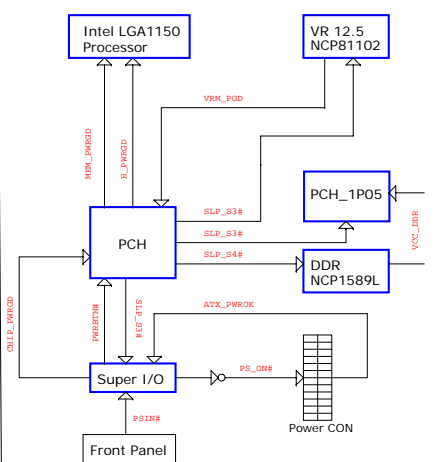 Intel LGA1150
Processor
VR 12.5
NCP81102
VRM_PGD
MEM_PWRGD
H_PWRGD
SLP_S3#
PCH_1P05
SLP_S3#
PCH
SLP_S4#
VCC_DDR
DDR
NCP1589L
CHIP_PWRGD
PWRBTN#
SLP_S3#
ATX_PWROK
Super I/O
PS_ON#
PSIN#
Power CON
Front Panel